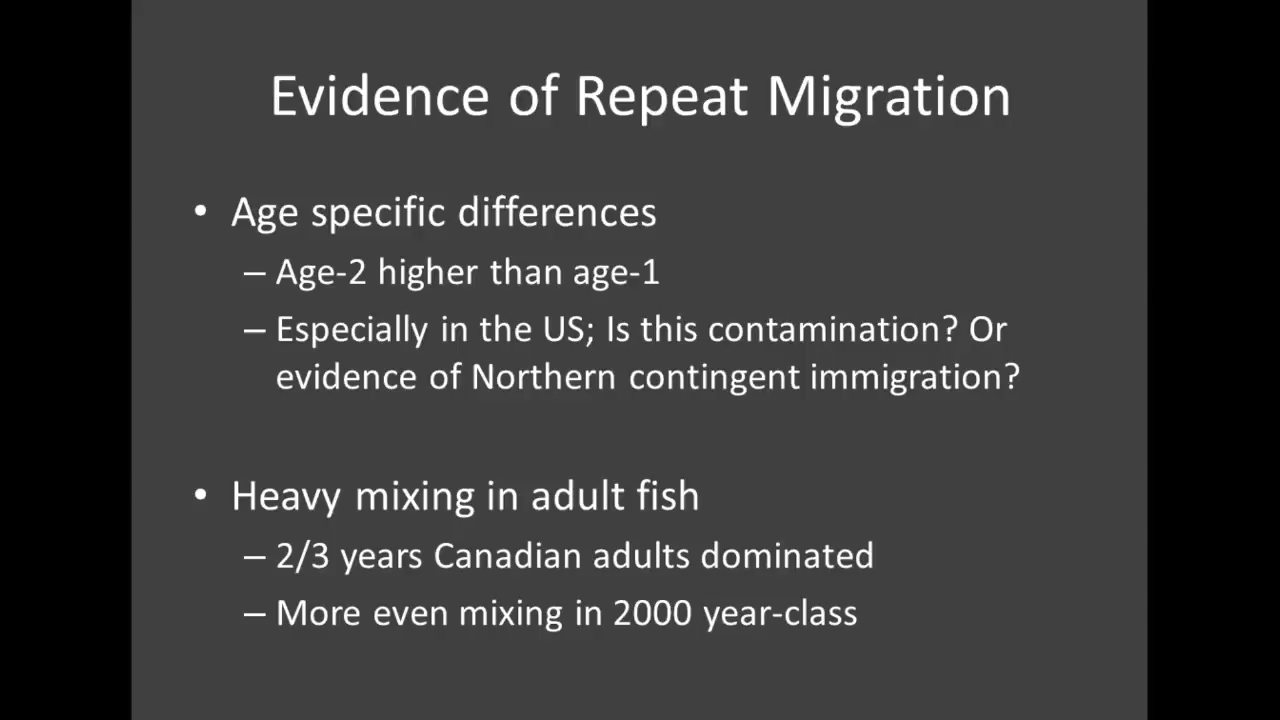 Evidence of Repeat Migration
• Age specific differences
– Age-2 higher than age-1
– Especially in the US; Is this contamination? Or
evidence of Northern contingent immigration?
• Heavy mixing in adult fish
– 2/3 years Canadian adults dominated
– More even mixing in 2000 year-class